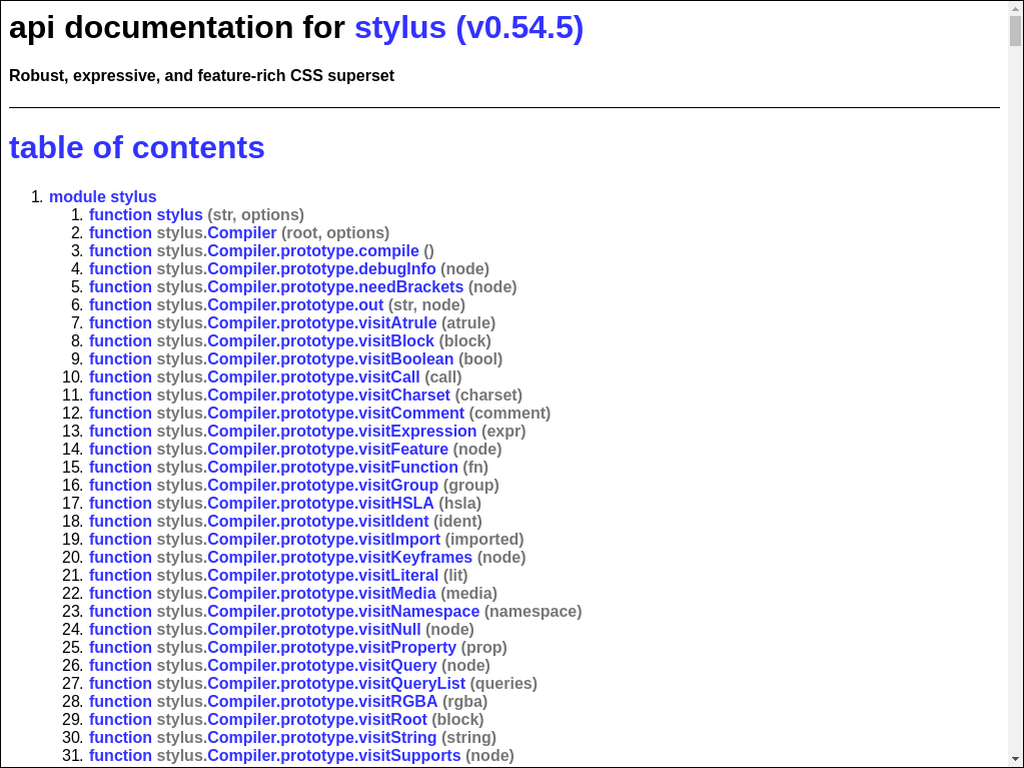 api documentation for stylus (v0.54.5)
Robust, expressive, and feature-rich CSS superset
table of contents
1. module stylus
1. function stylus (str, options)
2. function stylus.Compiler (root, options)
3. function stylus.Compiler.prototype.compile ()
4. function stylus.Compiler.prototype.debugInfo (node)
5. function stylus.Compiler.prototype.needBrackets (node)
6. function stylus.Compiler.prototype.out (str, node)
7. function stylus.Compiler.prototype.visitAtrule (atrule)
8. function stylus.Compiler.prototype.visitBlock (block)
9. function stylus.Compiler.prototype.visitBoolean (bool)
10. function stylus.Compiler.prototype.visitCall (call)
11. function stylus.Compiler.prototype.visitCharset (charset)
12. function stylus.Compiler.prototype.visitComment (comment)
13. function stylus.Compiler.prototype.visitExpression (expr)
14. function stylus.Compiler.prototype.visitFeature (node)
15. function stylus.Compiler.prototype.visitFunction (fn)
16. function stylus.Compiler.prototype.visitGroup (group)
17. function stylus.Compiler.prototype.visitHSLA (hsla)
18. function stylus.Compiler.prototype.visitIdent (ident)
19. function stylus.Compiler.prototype.visitImport (imported)
20. function stylus.Compiler.prototype.visitKeyframes (node)
21. function stylus.Compiler.prototype.visitLiteral (lit)
22. function stylus.Compiler.prototype.visitMedia (media)
23. function stylus.Compiler.prototype.visitNamespace (namespace)
24. function stylus.Compiler.prototype.visitNull (node)
25. function stylus.Compiler.prototype.visitProperty (prop)
26. function stylus.Compiler.prototype.visitQuery (node)
27. function stylus.Compiler.prototype.visitQueryList (queries)
28. function stylus.Compiler.prototype.visitRGBA (rgba)
29. function stylus.Compiler.prototype.visitRoot (block)
30. function stylus.Compiler.prototype.visitString (string)
31. function stylus.Compiler.prototype.visitSupports (node)